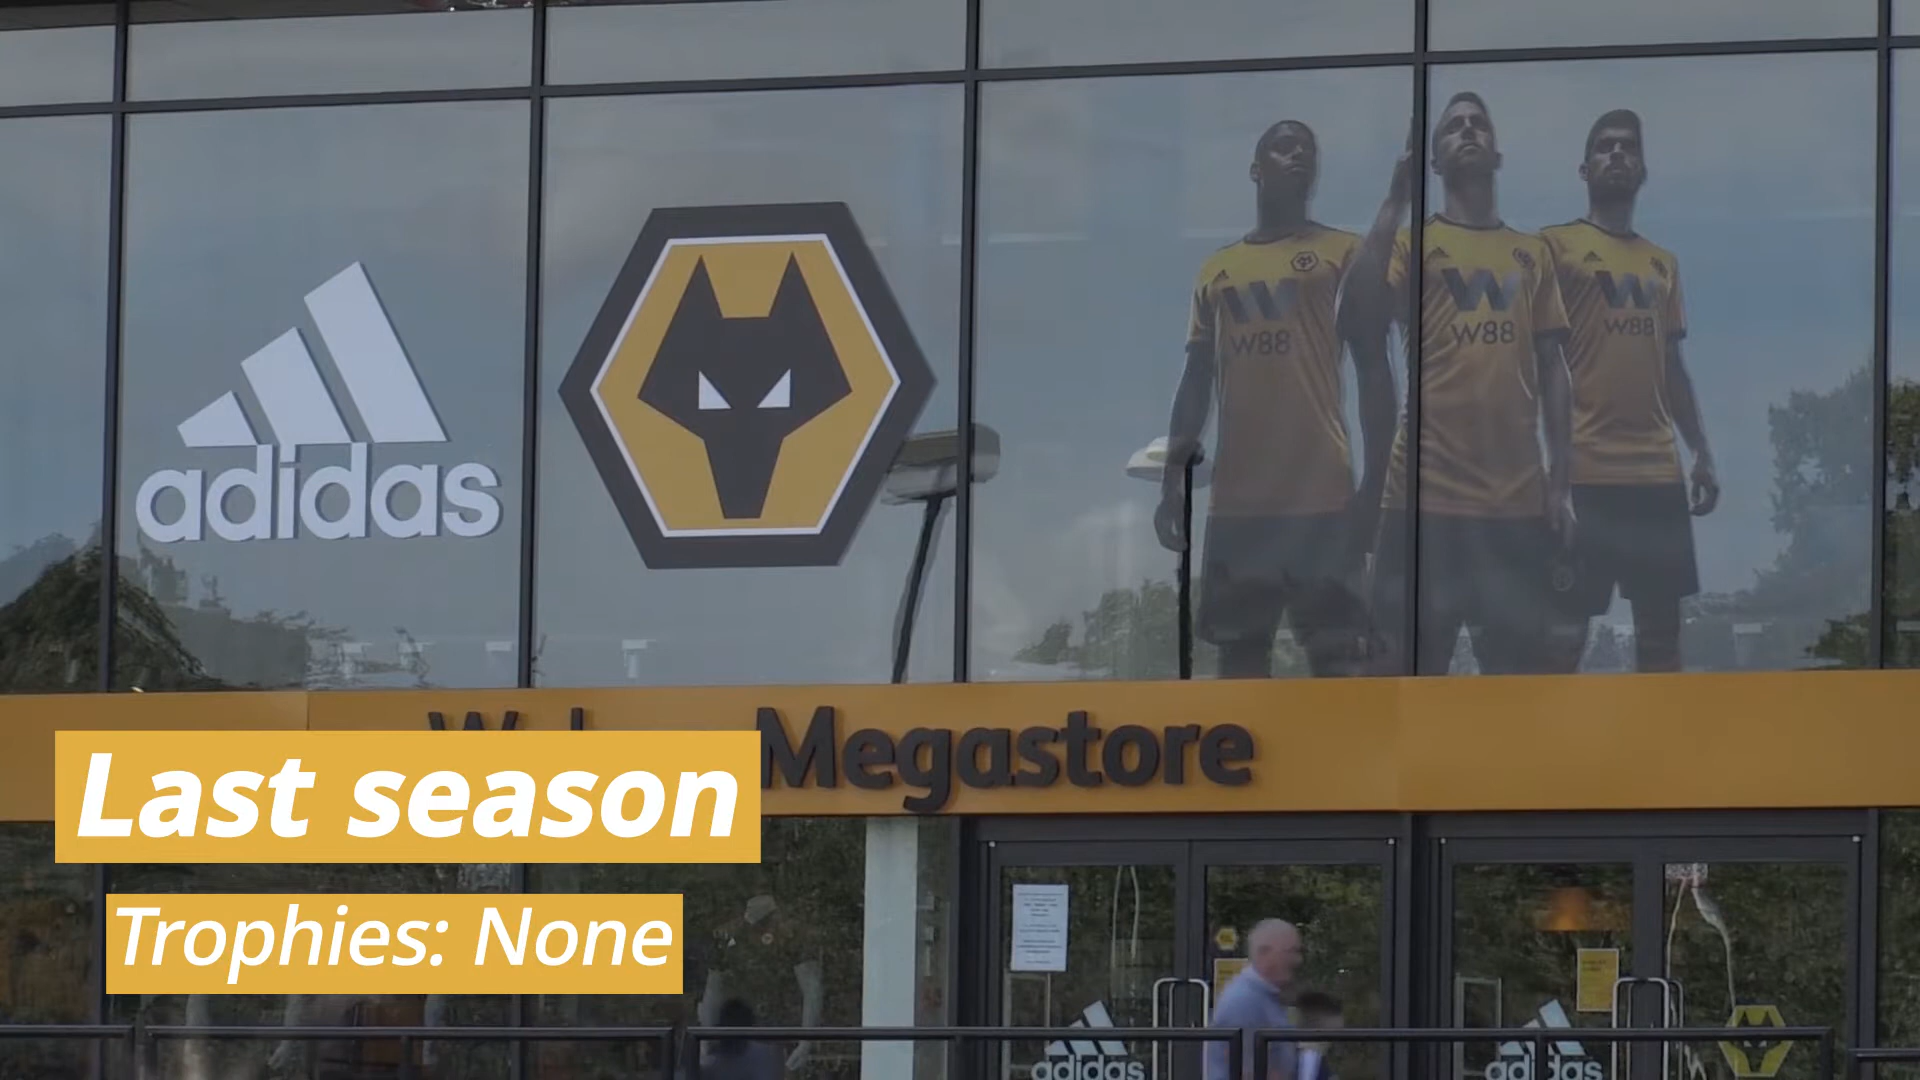 adidas
W88
W88
W88
Megastore
Last season
Trophies: None
adidas
adidas